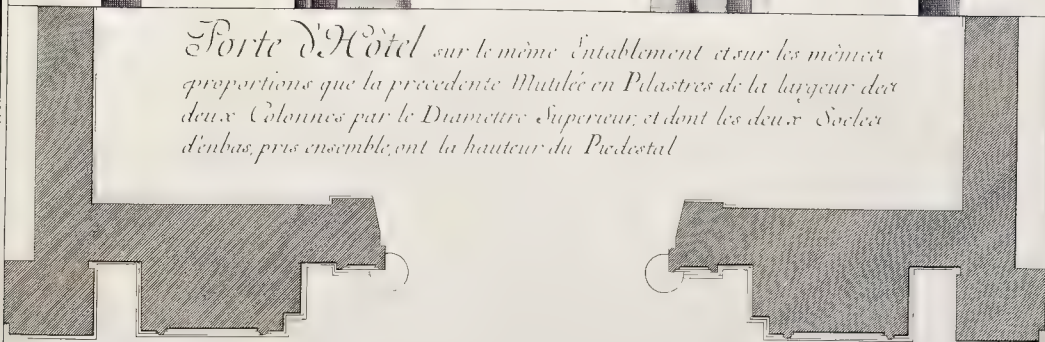 Porte d'Hôtel sur le même Entablement et sur les mêmes
proportions que la precedente Mutilée en Pilastres de la largeur des
deux Colonnes par le Diamettre Superieur, et dont les deux Socles
d'enbas, pris ensemble, ont la hauteur du Piedestal